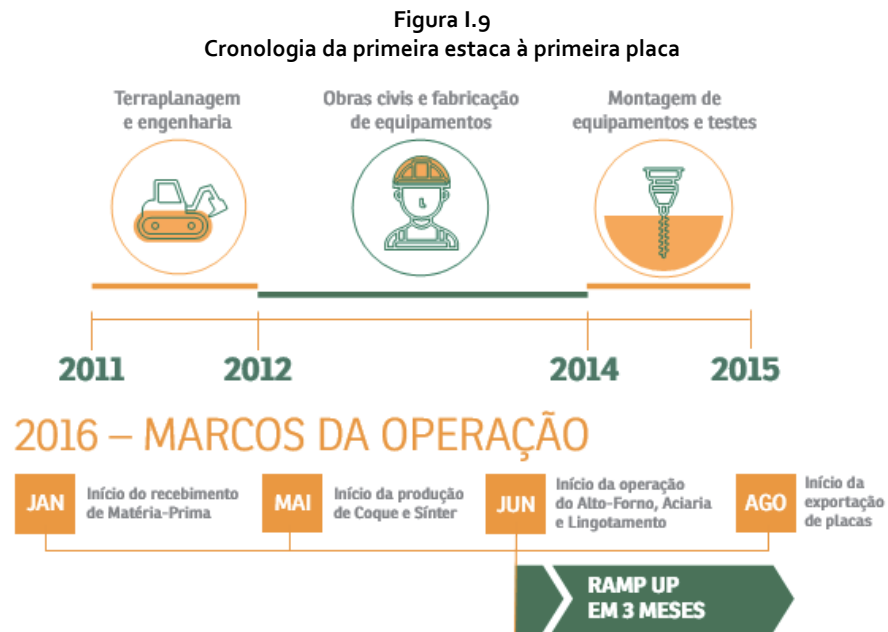 Figura I.9
Cronologia da primeira estaca à primeira placa
Terraplanagem
e engenharia
Obras civis e fabricação
de equipamentos
Montagem de
equipamentos e testes
2011
2012
2014
2015
2016 – MARCOS DA OPERAÇÃO
JAN
Início do recebimento
de Matéria-Prima
MAI
Início da produção
de Coque e Sínter
JUN
Início da operação
do Alto-Forno, Aciaria
e Lingotamento
AGO
Início da
exportação
de placas
RAMP UP
EM 3 MESES